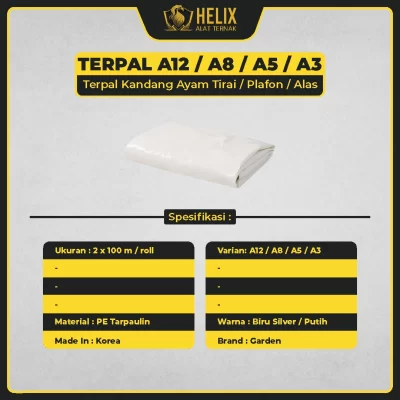 HELIX
ALAT TERNAK
TERPAL A12 / A8 / A5 / A3
Terpal Kandang Ayam Tirai / Plafon / Alas
Spesifikasi :
Ukuran : 2 x 100 m / roll
-
-
-
Material : PE Tarpaulin
Made In : Korea
Varian: A12 / A8 / A5 / A3
-
-
-
Warna : Biru Silver / Putih
Brand : Garden